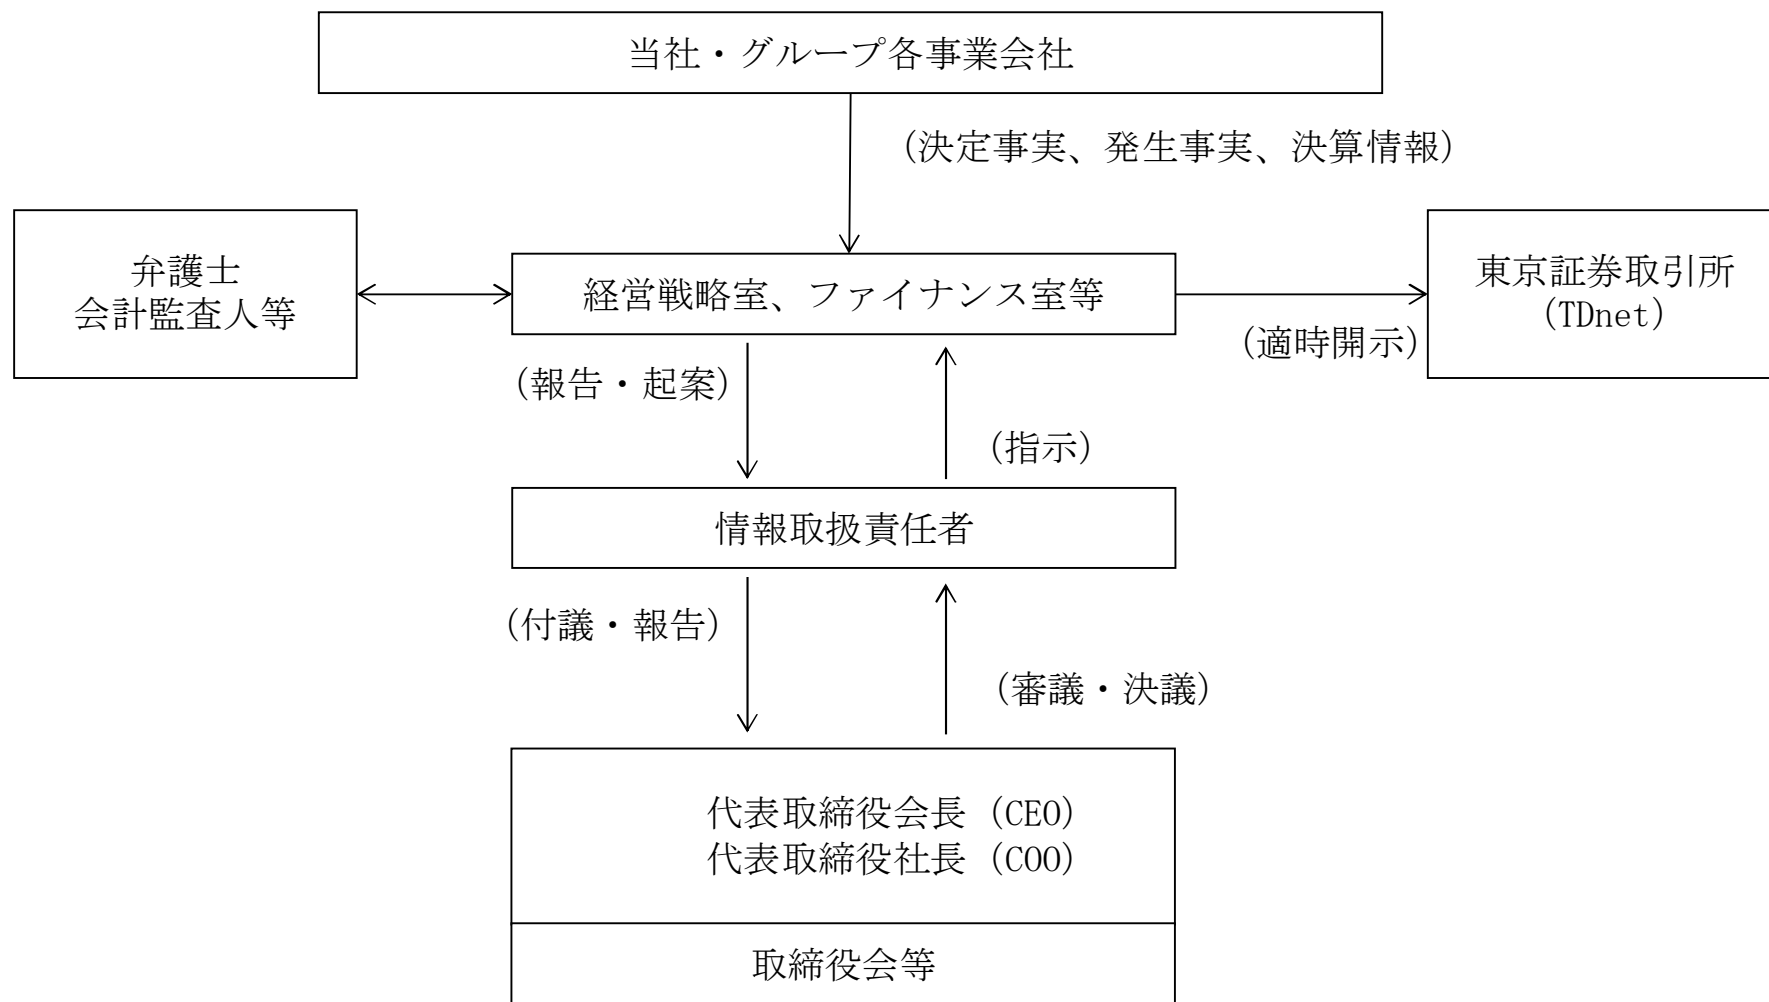 当社・グループ各事業会社
（決定事実、発生事実、決算情報）
弁護士
会計監査人等
経営戦略室、ファイナンス室等
東京証券取引所
（TDnet）
（適時開示）
（報告・起案）
（指示）
情報取扱責任者
（付議・報告）
（審議・決議）
代表取締役会長（CEO）
代表取締役社長（COO）
取締役会等